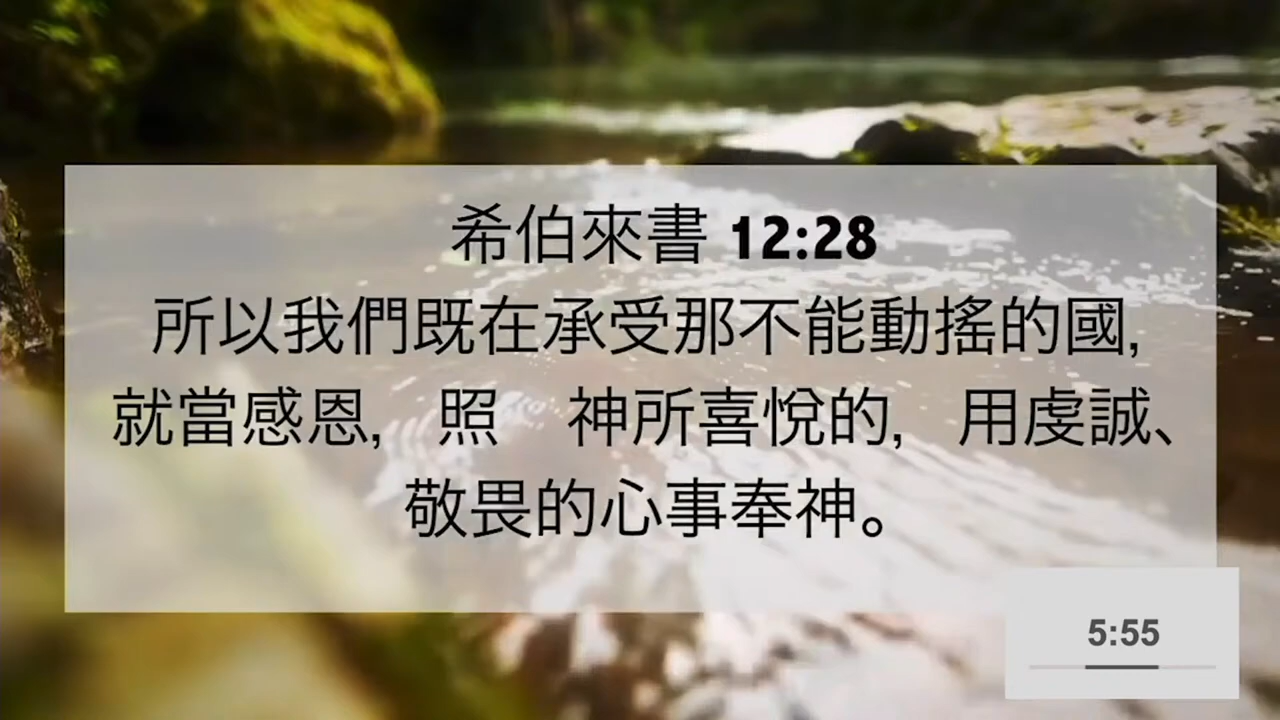 希伯來書 12:28
所以我們既在承受那不能動搖的國,
就當感恩, 照　神所喜悅的, 用虔誠、
敬畏的心事奉神。
5:55